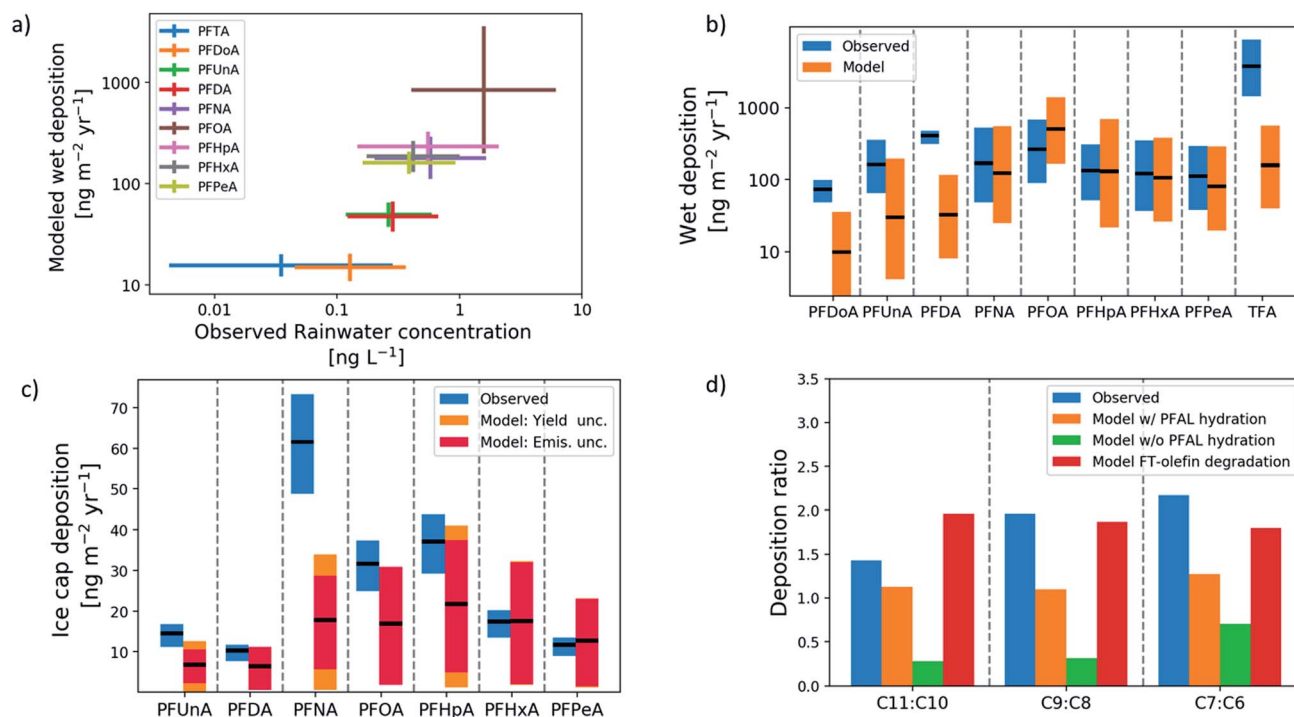 a)
PFTA
PFDoA
PFUnA
PFDA
PFNA
PFOA
PFHpA
PFHxA
PFPeA
Modeled wet deposition
[ng m⁻² yr⁻¹]
1000
100
10
0.01 0.1 1 10
Observed Rainwater concentration
[ng L⁻¹]
b)
Observed
Model
Wet deposition
[ng m⁻² yr⁻¹]
1000
100
10
PFDoA PFUnA PFDA PFNA PFOA PFHpA PFHxA PFPeA TFA
c)
Observed
Model: Yield unc.
Model: Emis. unc.
Ice cap deposition
[ng m⁻² yr⁻¹]
70
60
50
40
30
20
10
PFUnA PFDA PFNA PFOA PFHpA PFHxA PFPeA
d)
Observed
Model w/ PFAL hydration
Model w/o PFAL hydration
Model FT-olefin degradation
Deposition ratio
3.5
3.0
2.5
2.0
1.5
1.0
0.5
0.0
C11:C10 C9:C8 C7:C6